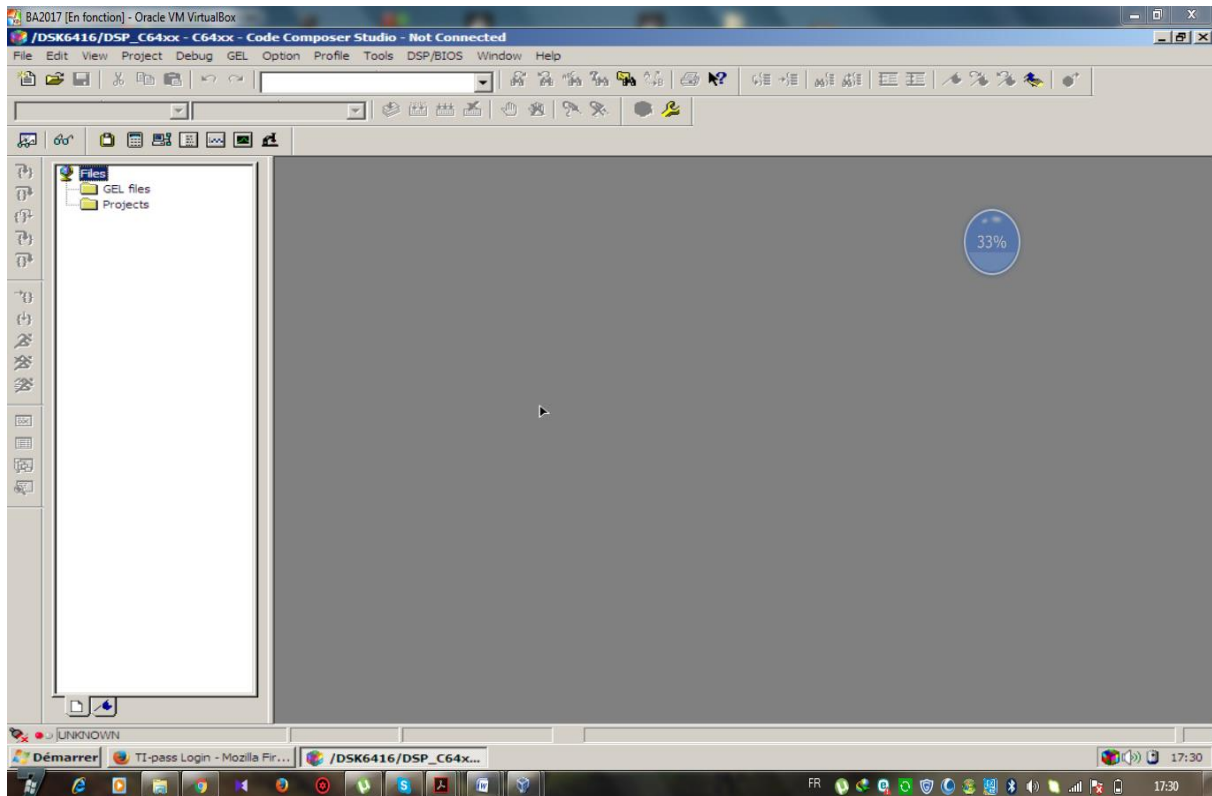 BA2017 [En fonction] - Oracle VM VirtualBox
/DSK6416/DSP_C64xx - C64xx - Code Composer Studio - Not Connected
File Edit View Project Debug GEL Option Profile Tools DSP/BIOS Window Help
Files
GEL files
Projects
33%
UNKNOWN
Démarrer TI-pass Login - Mozilla Fir... /DSK6416/DSP_C64x... 17:30
FR 17:30